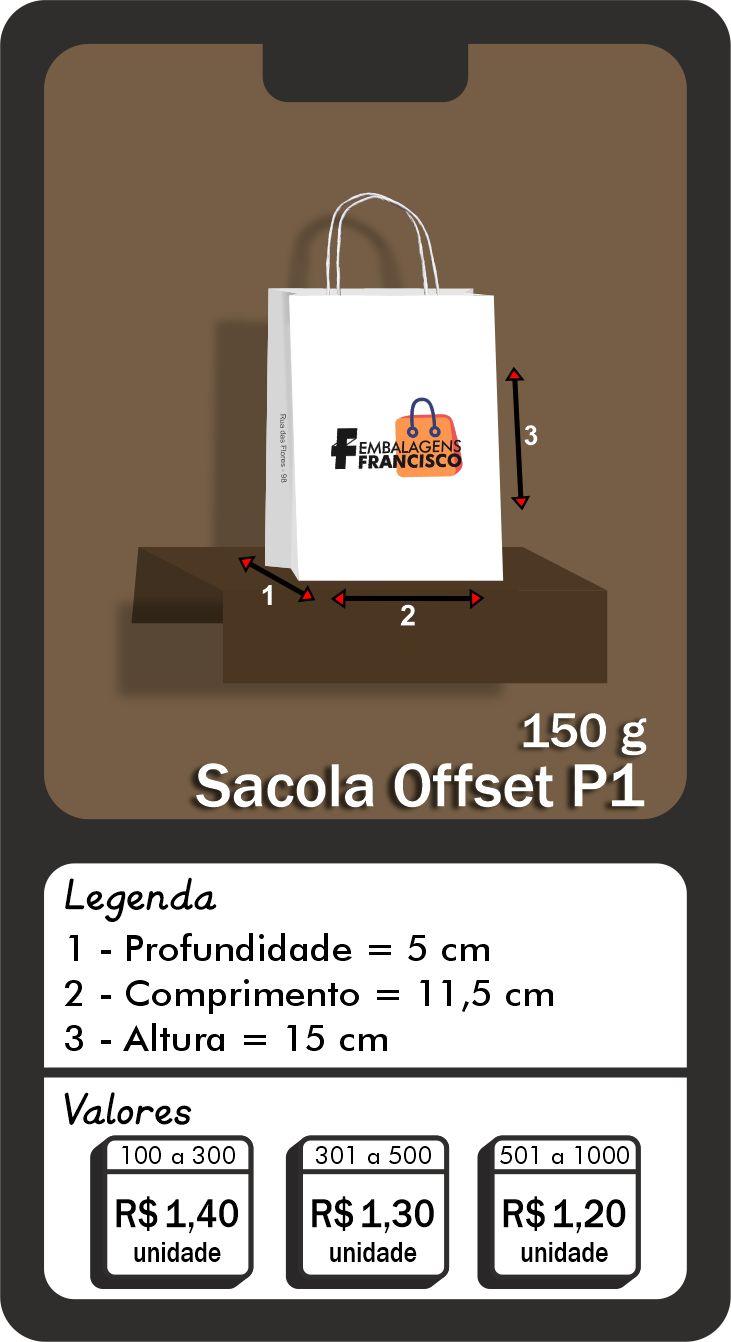 Rua das Flores - 98
EMBALAGENS
FRANCISCO
3
1
2
150 g
Sacola Offset P1
Legenda
1 - Profundidade = 5 cm
2 - Comprimento = 11,5 cm
3 - Altura = 15 cm
Valores
100 a 300
R$ 1,40
unidade
301 a 500
R$ 1,30
unidade
501 a 1000
R$ 1,20
unidade